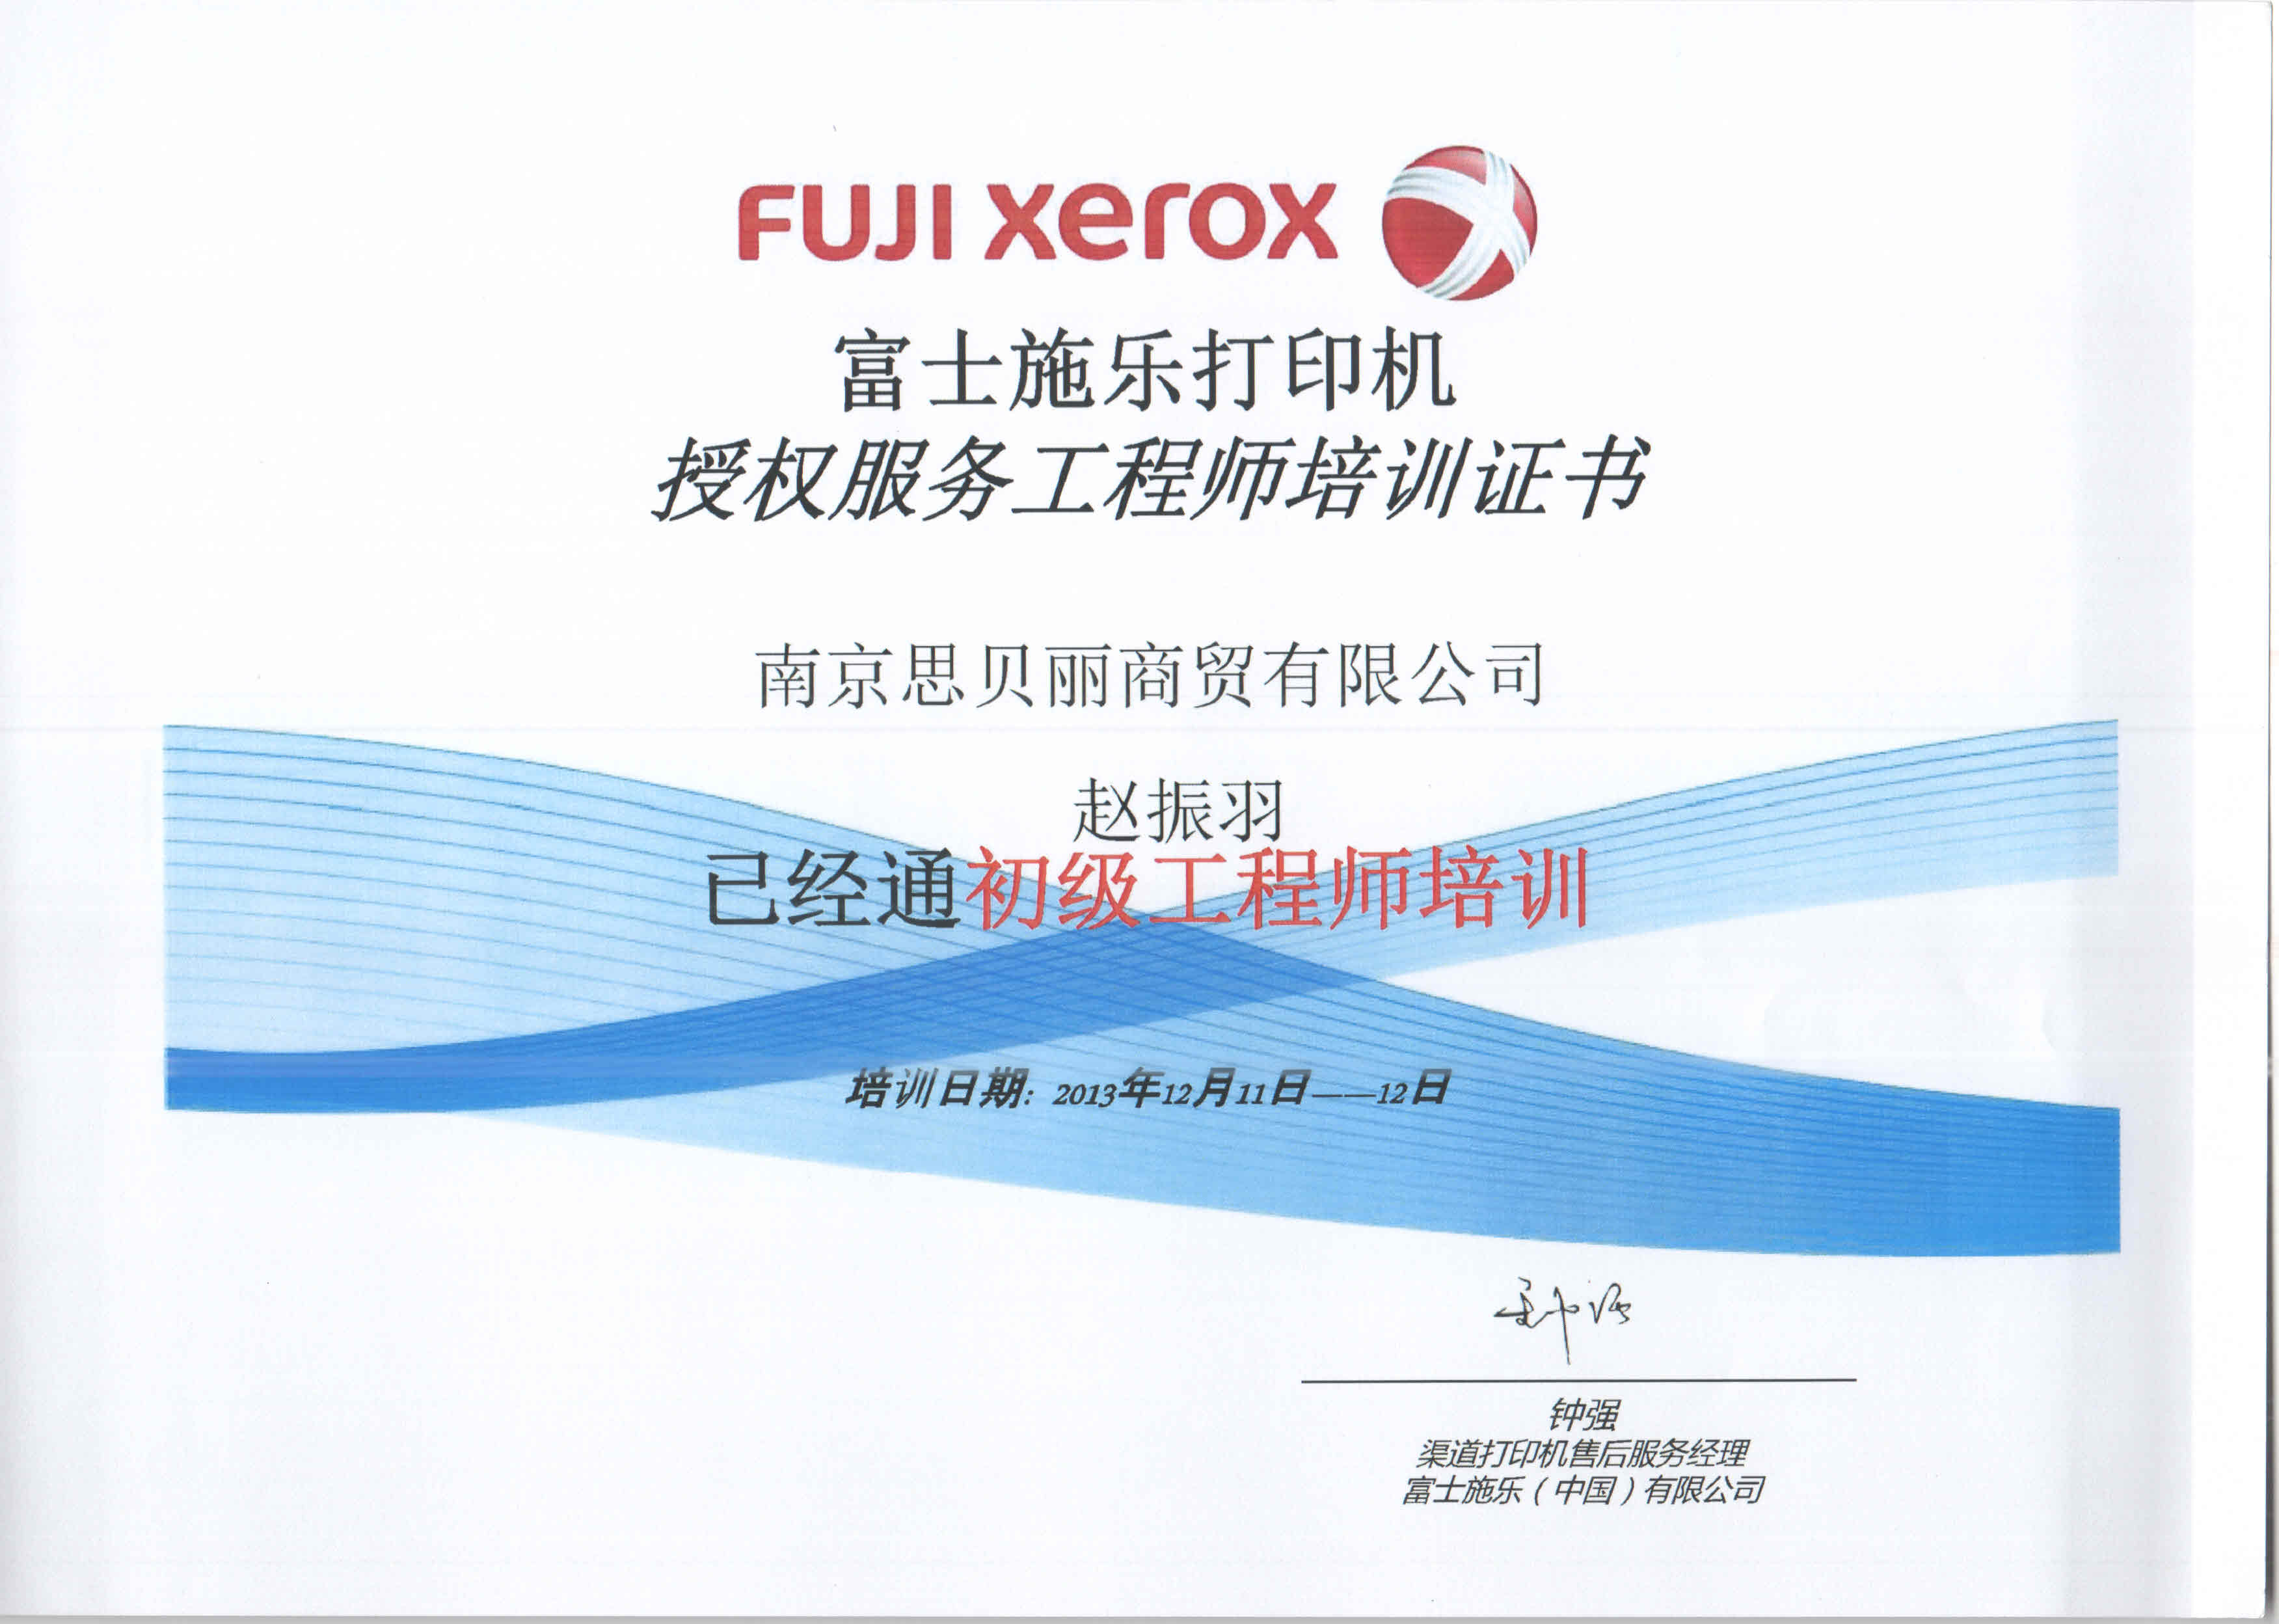 FUJI xerox
富士施乐打印机
授权服务工程师培训证书
南京思贝丽商贸有限公司
赵振羽
已经通初级工程师培训
培训日期: 2013年12月11日——12日
钟强
钟强
渠道打印机售后服务经理
富士施乐（中国）有限公司